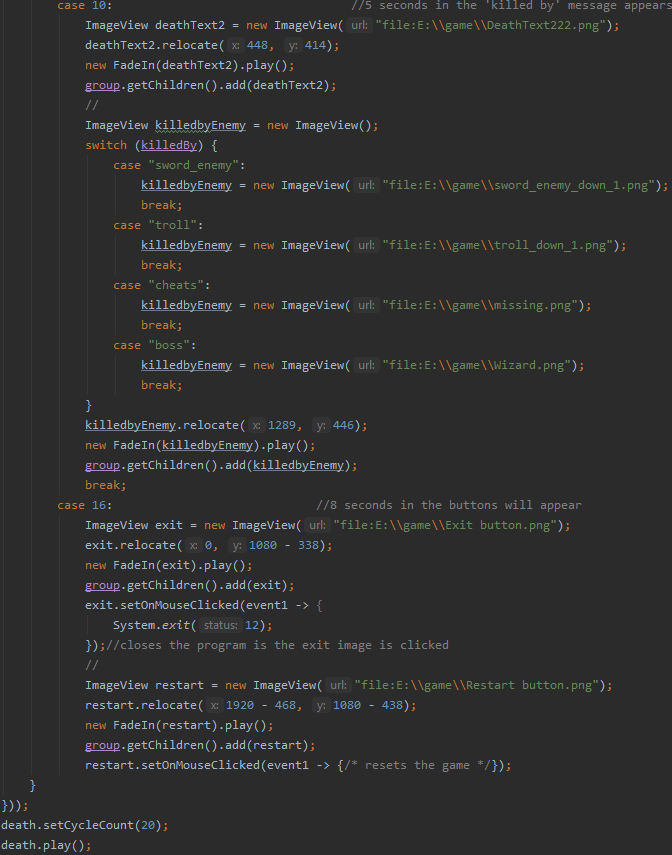 case 10: //5 seconds in the 'killed by' message appears
ImageView deathText2 = new ImageView( url: "file:E:\\game\\DeathText222.png");
deathText2.relocate( x: 448, y: 414);
new FadeIn(deathText2).play();
group.getChildren().add(deathText2);
//
ImageView killedbyEnemy = new ImageView();
switch (killedBy) {
case "sword_enemy":
killedbyEnemy = new ImageView( url: "file:E:\\game\\sword_enemy_down_1.png");
break;
case "troll":
killedbyEnemy = new ImageView( url: "file:E:\\game\\troll_down_1.png");
break;
case "cheats":
killedbyEnemy = new ImageView( url: "file:E:\\game\\missing.png");
break;
case "boss":
killedbyEnemy = new ImageView( url: "file:E:\\game\\Wizard.png");
break;
}
killedbyEnemy.relocate( x: 1289, y: 446);
new FadeIn(killedbyEnemy).play();
group.getChildren().add(killedbyEnemy);
break;
case 16: //8 seconds in the buttons will appear
ImageView exit = new ImageView( url: "file:E:\\game\\Exit button.png");
exit.relocate( x: 0, y: 1080 - 338);
new FadeIn(exit).play();
group.getChildren().add(exit);
exit.setOnMouseClicked(event1 -> {
System.exit( status: 12);
});//closes the program is the exit image is clicked
//
ImageView restart = new ImageView( url: "file:E:\\game\\Restart button.png");
restart.relocate( x: 1920 - 468, y: 1080 - 438);
new FadeIn(restart).play();
group.getChildren().add(restart);
restart.setOnMouseClicked(event1 -> {/* resets the game */});
}
}));
death.setCycleCount(20);
death.play();